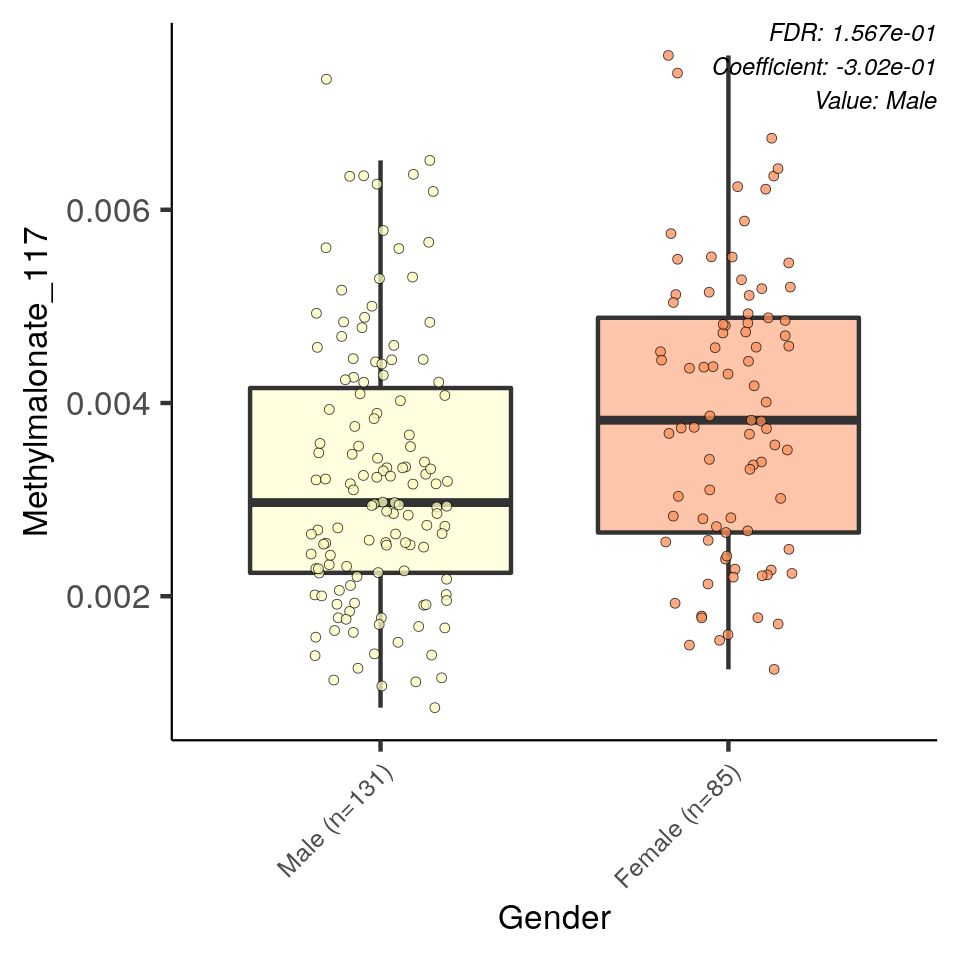 FDR: 1.567e-01
Coefficient: -3.02e-01
Value: Male
Methylmalonate_117
0.006
0.004
0.002
Male (n=131)
Female (n=85)
Gender